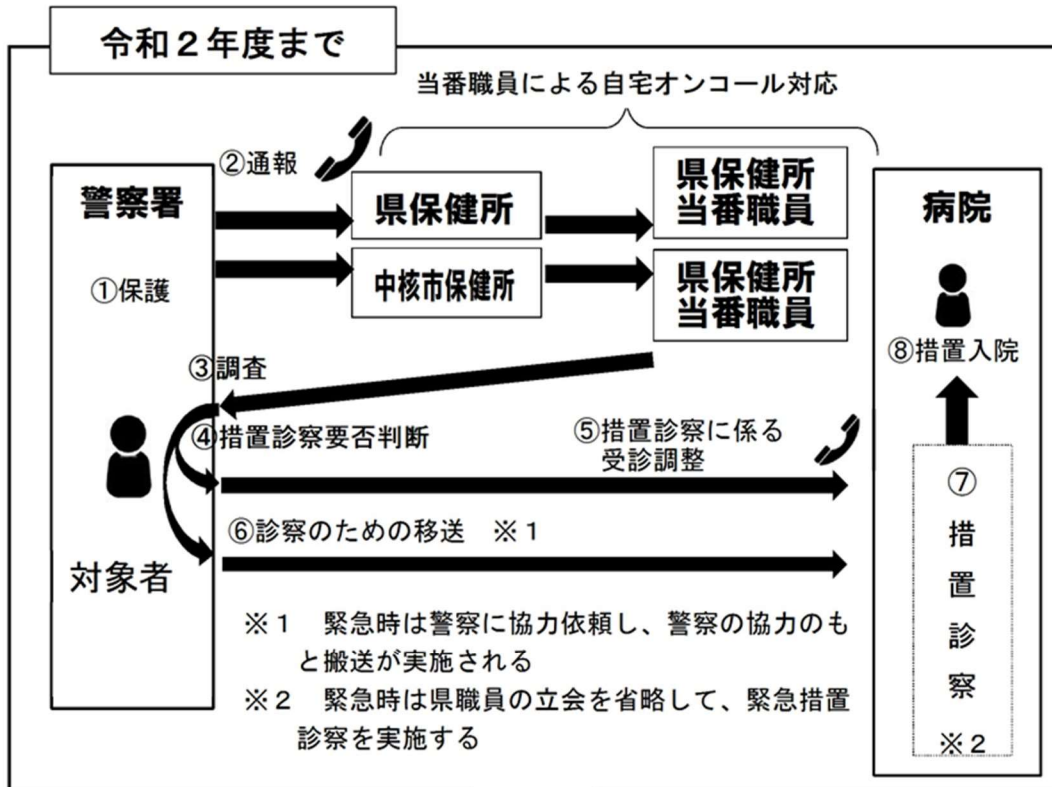 令和２年度まで
当番職員による自宅オンコール対応
②通報
警察署
①保護
県保健所
県保健所
当番職員
中核市保健所
県保健所
当番職員
病院
⑧措置入院
③調査
④措置診察要否判断
⑤措置診察に係る
受診調整
⑥診察のための移送　※１
対象者
⑦措置診察※２
※１　緊急時は警察に協力依頼し、警察の協力のも
と搬送が実施される
※２　緊急時は県職員の立会を省略して、緊急措置
診察を実施する